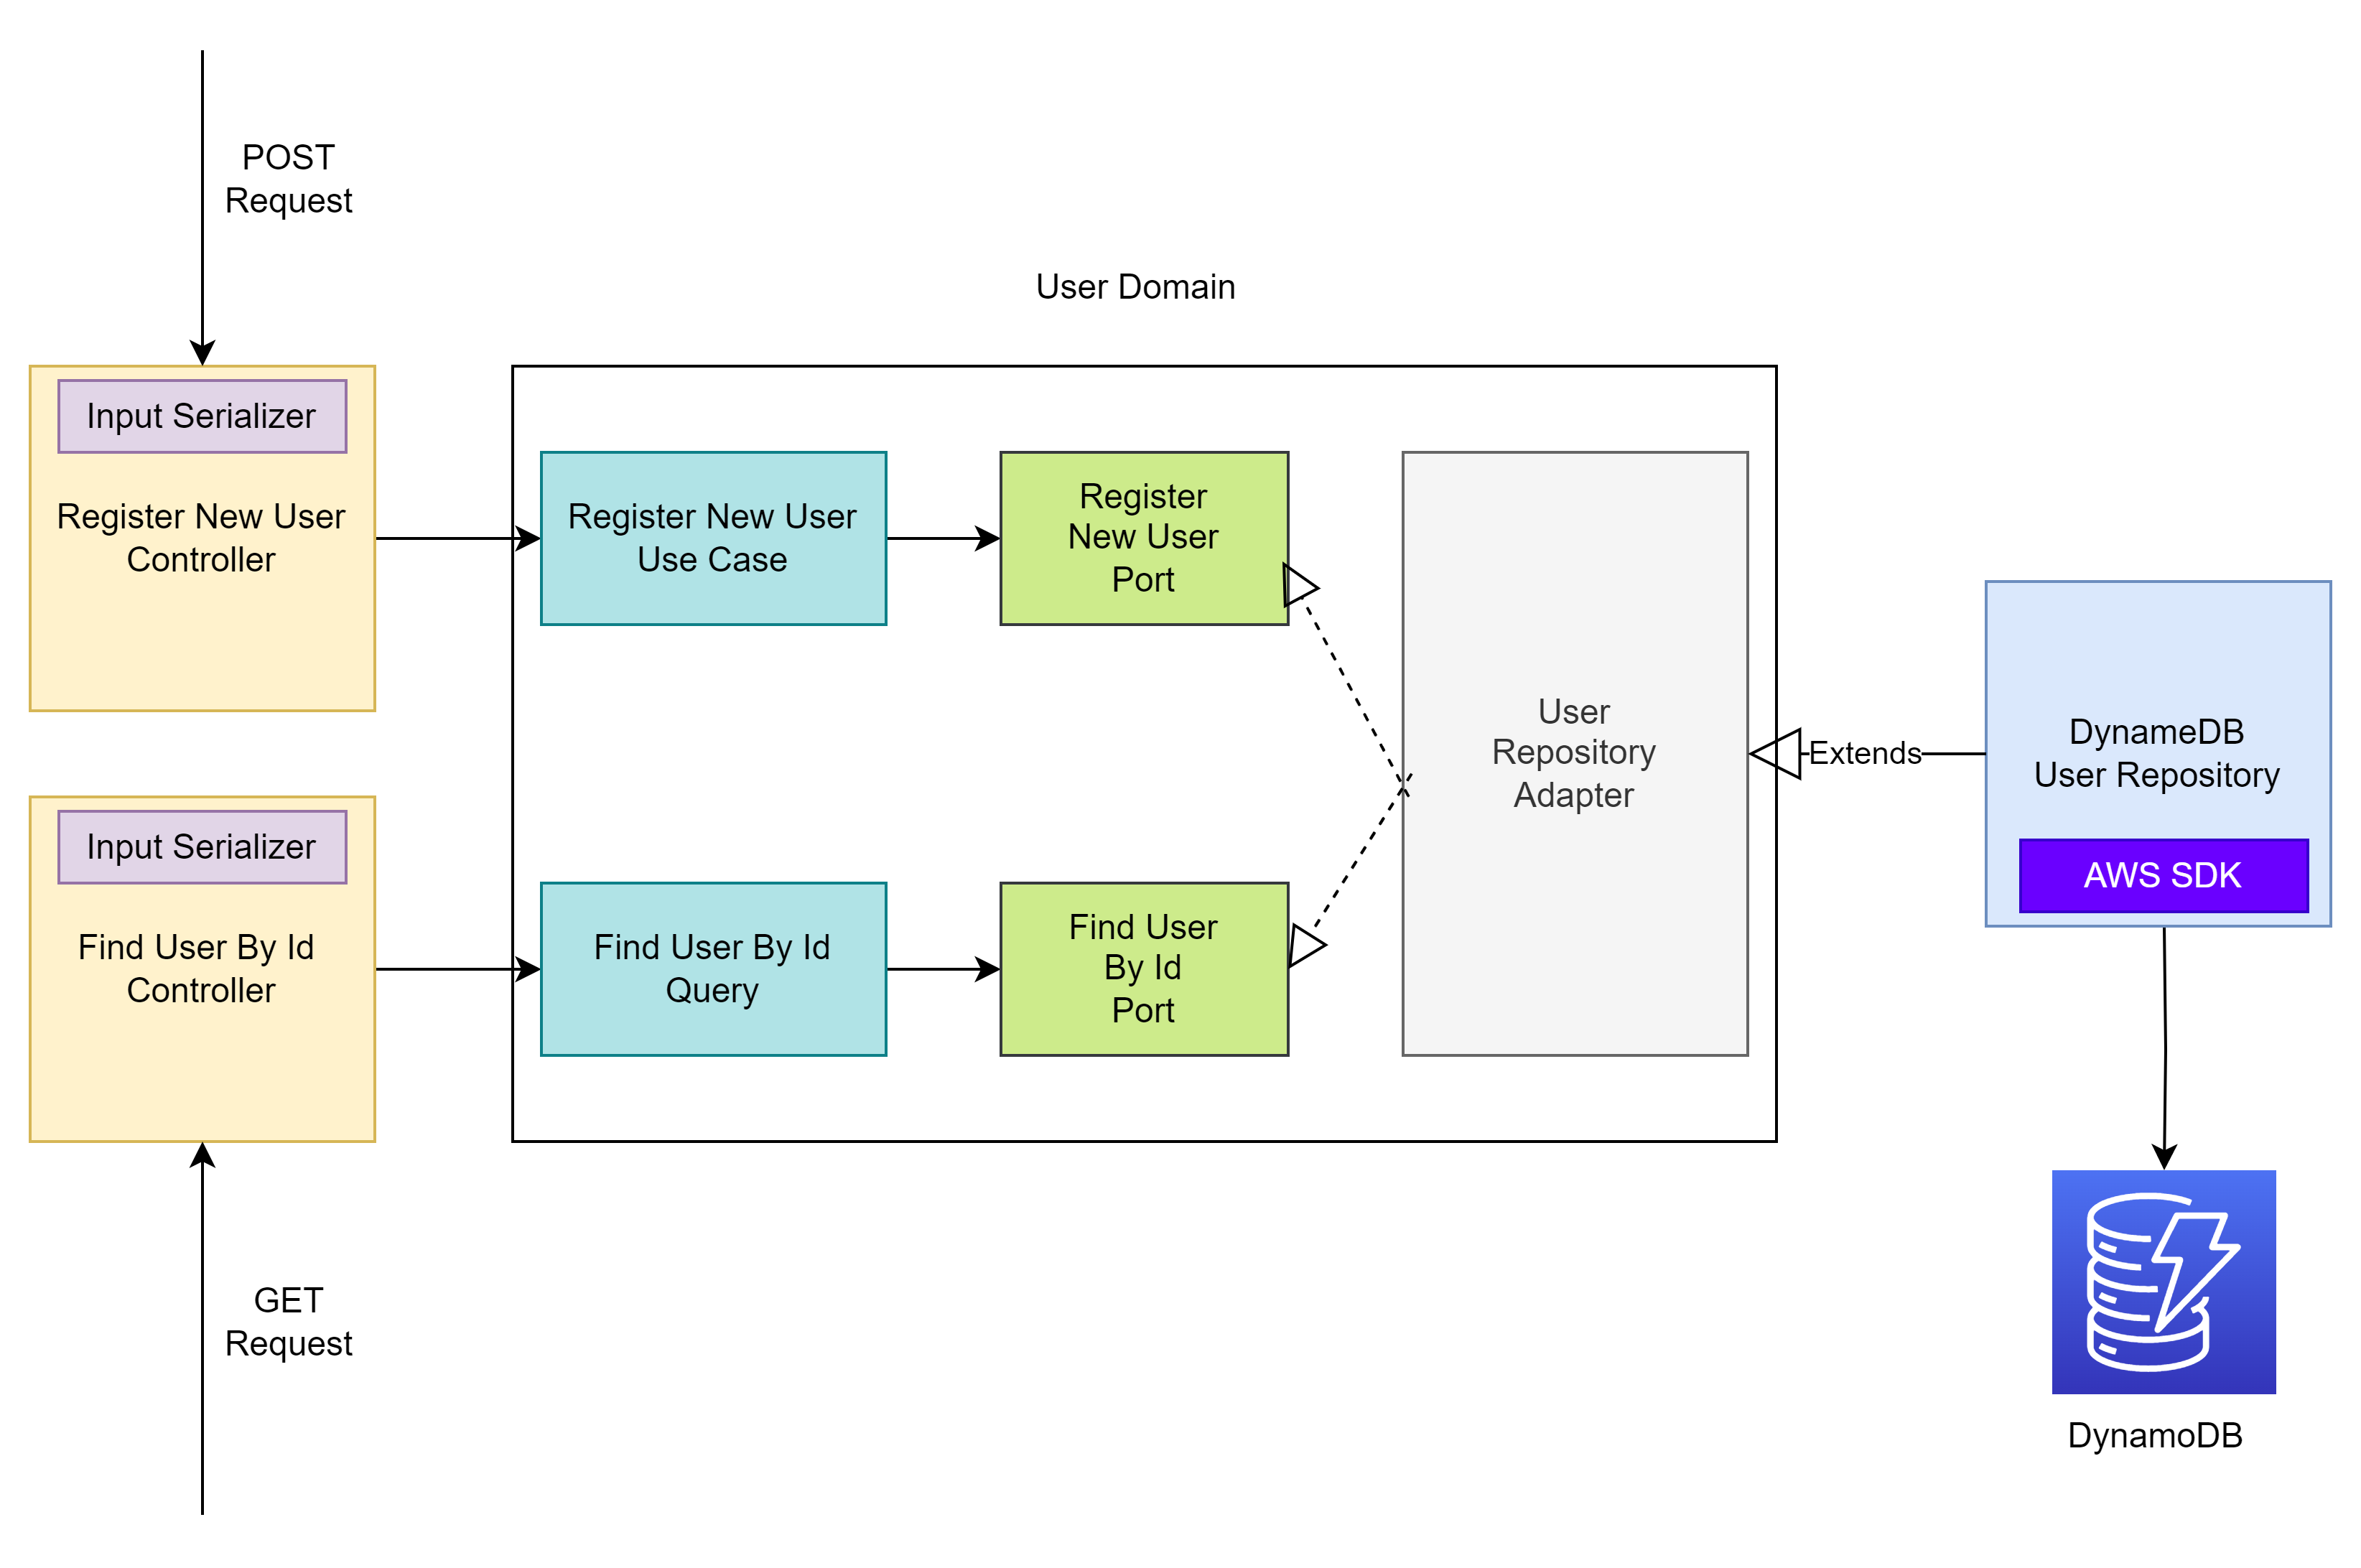 POST
Request
User Domain
Input Serializer
Register New User
Controller
Register New User
Use Case
Register
New User
Port
User
Repository
Adapter
Extends
DynameDB
User Repository
AWS SDK
Input Serializer
Find User By Id
Controller
Find User By Id
Query
Find User
By Id
Port
GET
Request
DynamoDB